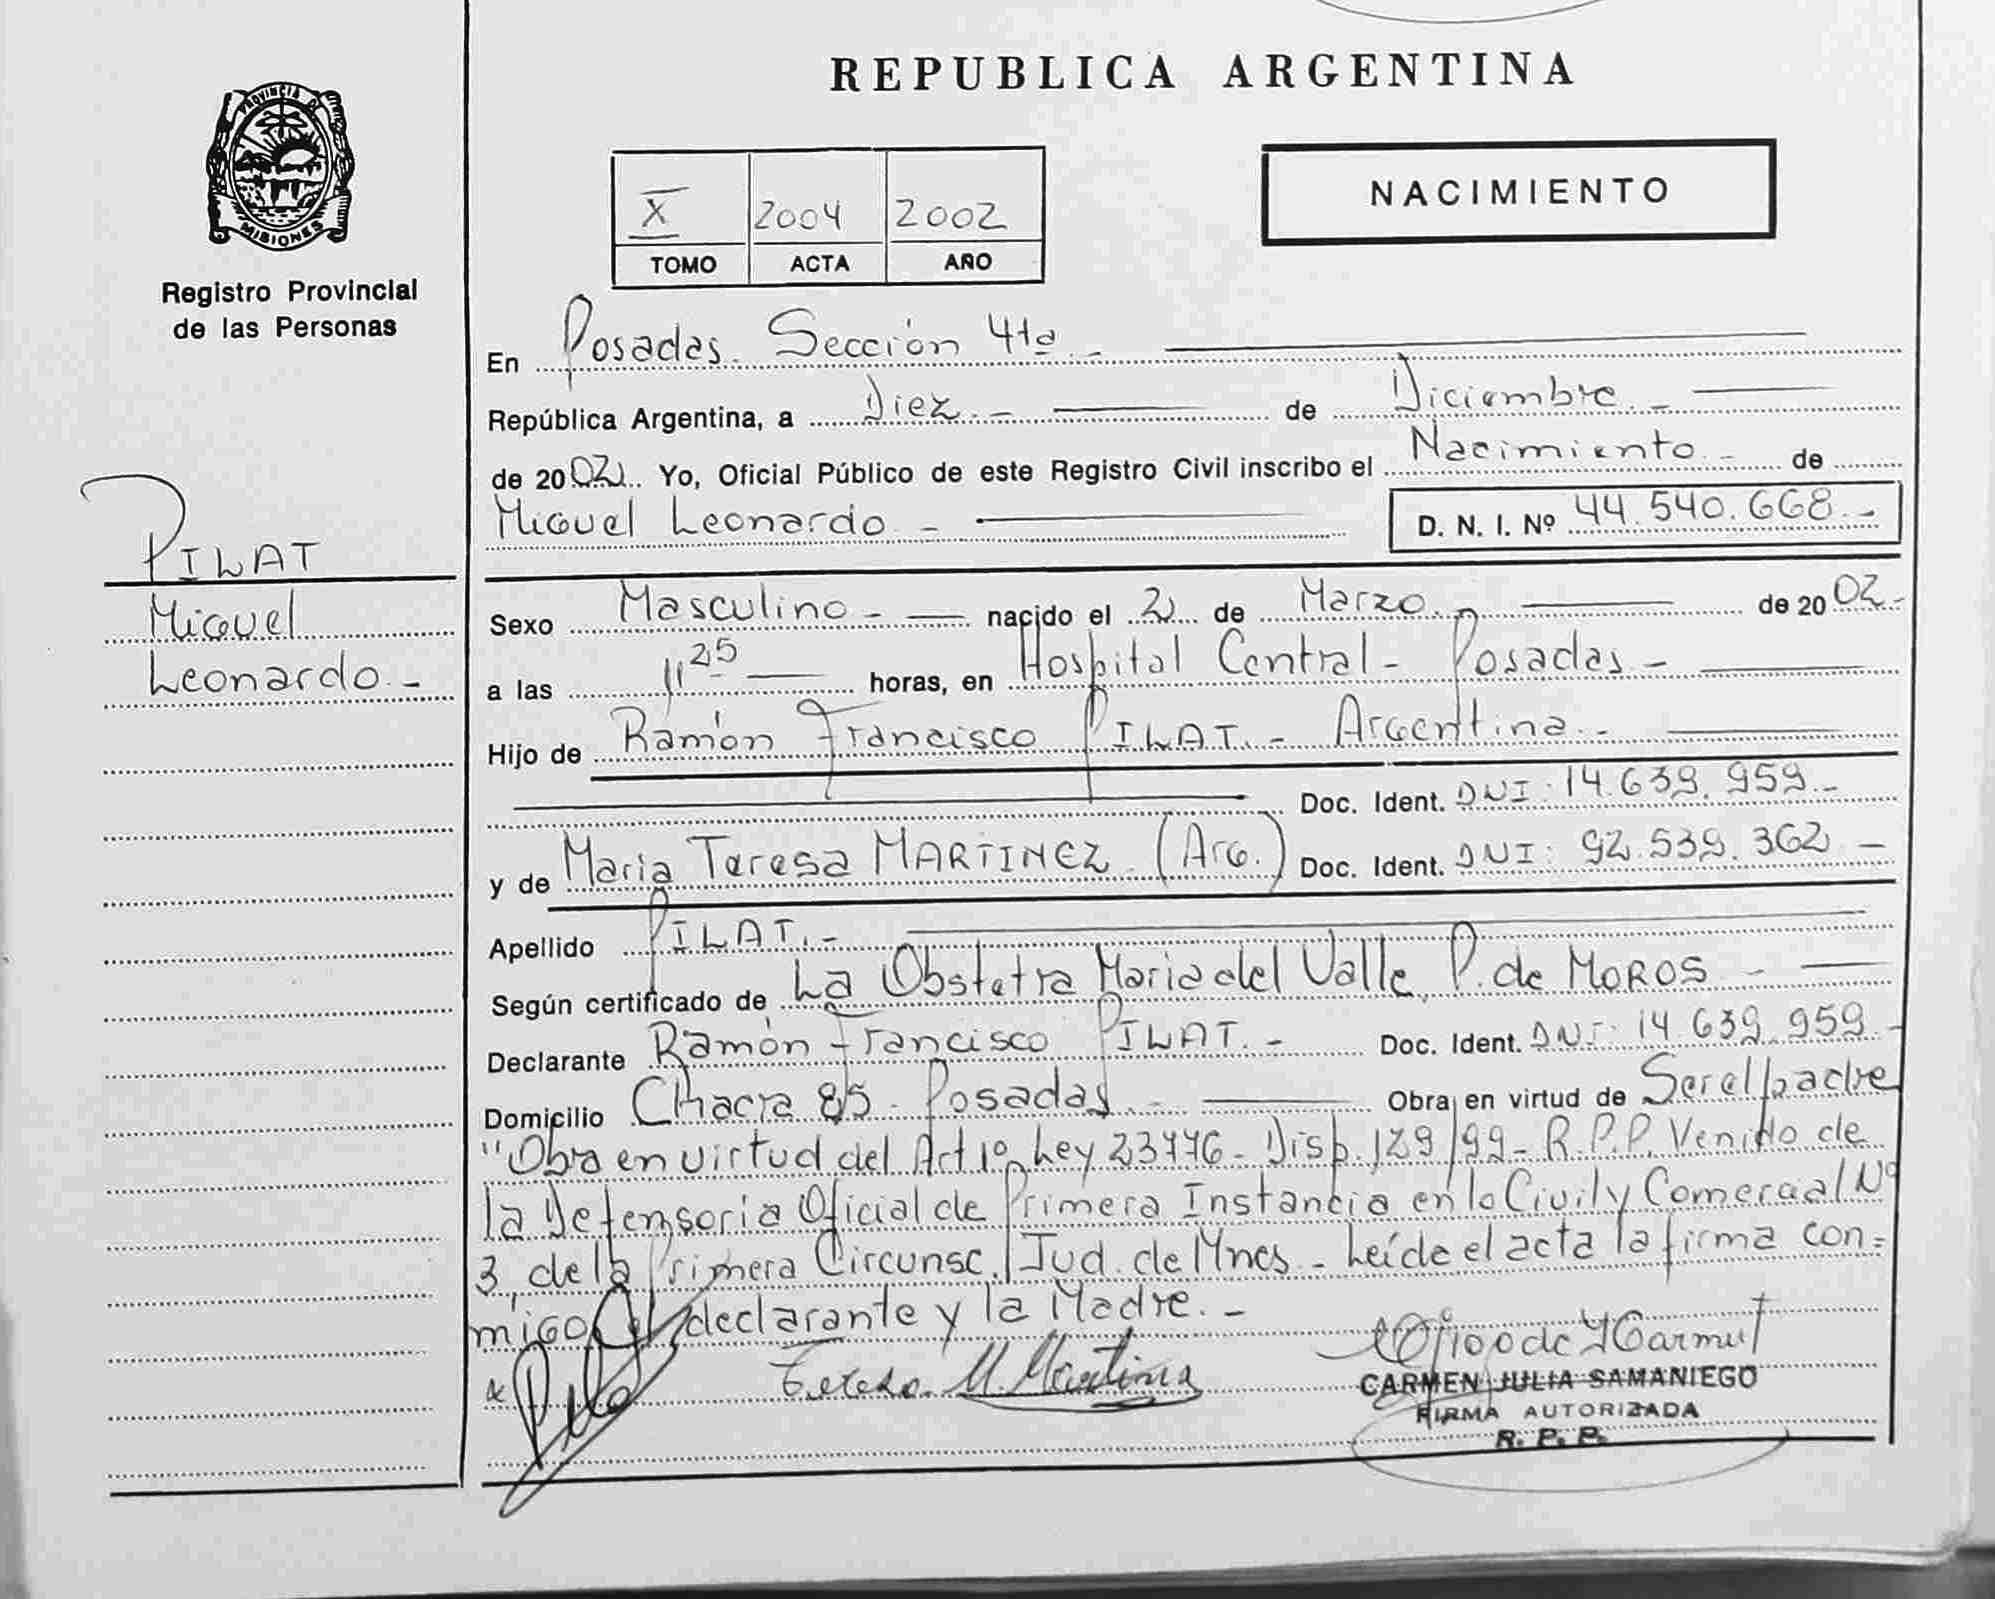 REPUBLICA ARGENTINA
PROVINCIA DE
MISIONES
Registro Provincial
de las Personas
X 2004 2002
TOMO ACTA AÑO
NACIMIENTO
En Posadas. Sección 4ta.-
República Argentina, a Diez.- de Diciembre.-
de 2002. Yo, Oficial Público de este Registro Civil inscribo el Nacimiento.- de
Miguel Leonardo.- D. N. I. Nº 44.540.668.-
PILAT
Miguel
Leonardo.-
Sexo Masculino.- nacido el 2 de Marzo.- de 2002.-
a las 11 25 horas, en Hospital Central- Posadas.-
Hijo de Ramón Francisco PILAT.- Argentina.-
Doc. Ident. DNI: 14.639.959.-
y de Maria Teresa MARTINEZ. (Arg.) Doc. Ident. DNI: 92.539.362.-
Apellido PILAT.-
Según certificado de La Obstetra Maria del Valle P. de MOROS.-
Declarante Ramón Francisco PILAT.- Doc. Ident. DNI: 14.639.959.-
Domicilio Chacra 85- Posadas.- Obra en virtud de Ser el padre
"Obra en virtud del Art 1º Ley 23776- Disp. 129/99- R.P.P. Venido de
la Defensoria Oficial de Primera Instancia en lo Civil y Comercial Nº
3, de la Primera Circunsc. Jud. de Mnes.- Leída el acta la firma con=
migo el declarante y la Madre.-
CARMEN JULIA SAMANIEGO
FIRMA AUTORIZADA
R. P. P.